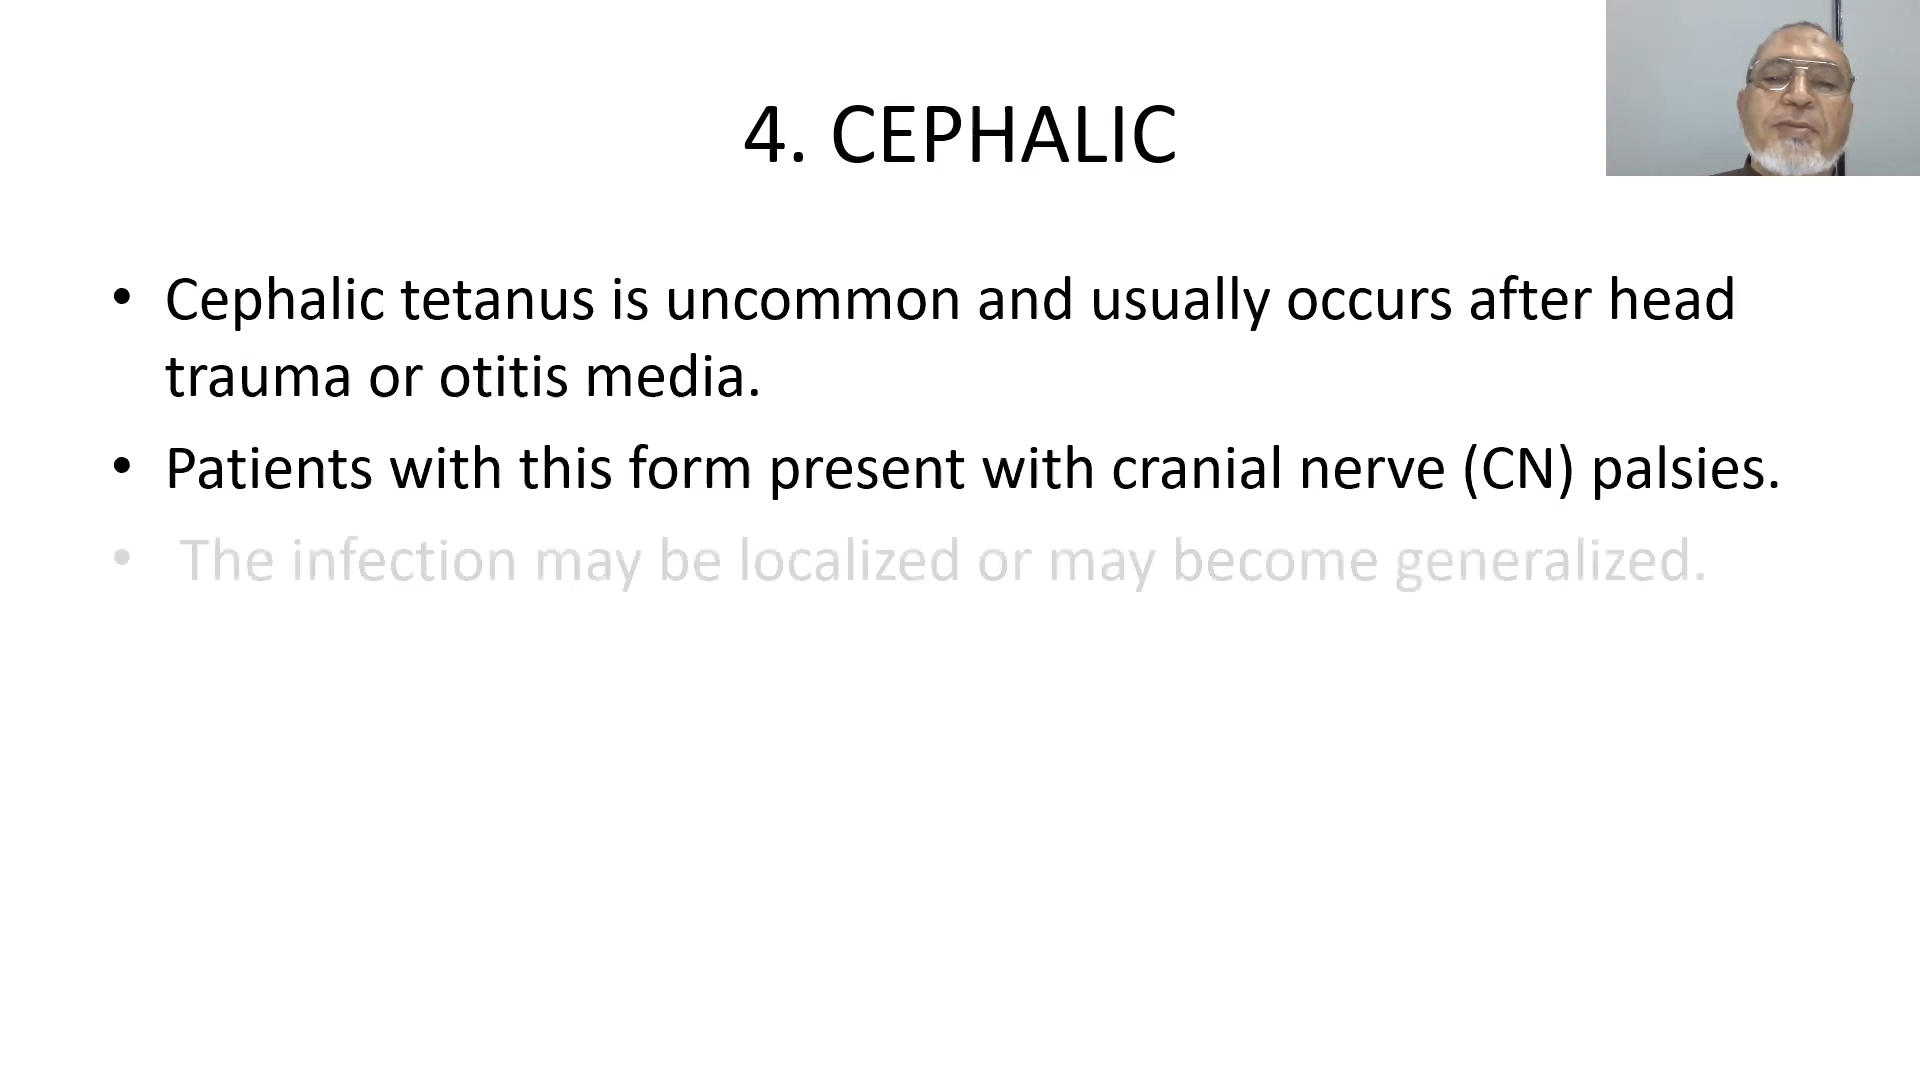 4. CEPHALIC
• Cephalic tetanus is uncommon and usually occurs after head
trauma or otitis media.
• Patients with this form present with cranial nerve (CN) palsies.
• The infection may be localized or may become generalized.